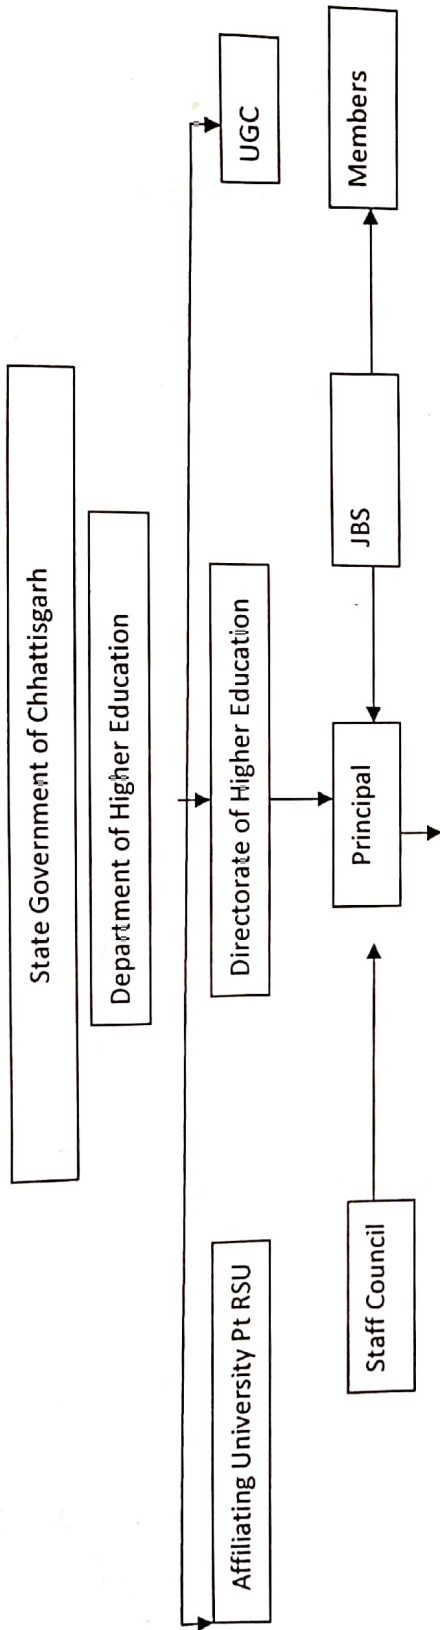 State Government of Chhattisgarh
Department of Higher Education
Affiliating University Pt RSU
Directorate of Higher Education
UGC
Staff Council
Principal
JBS
Members